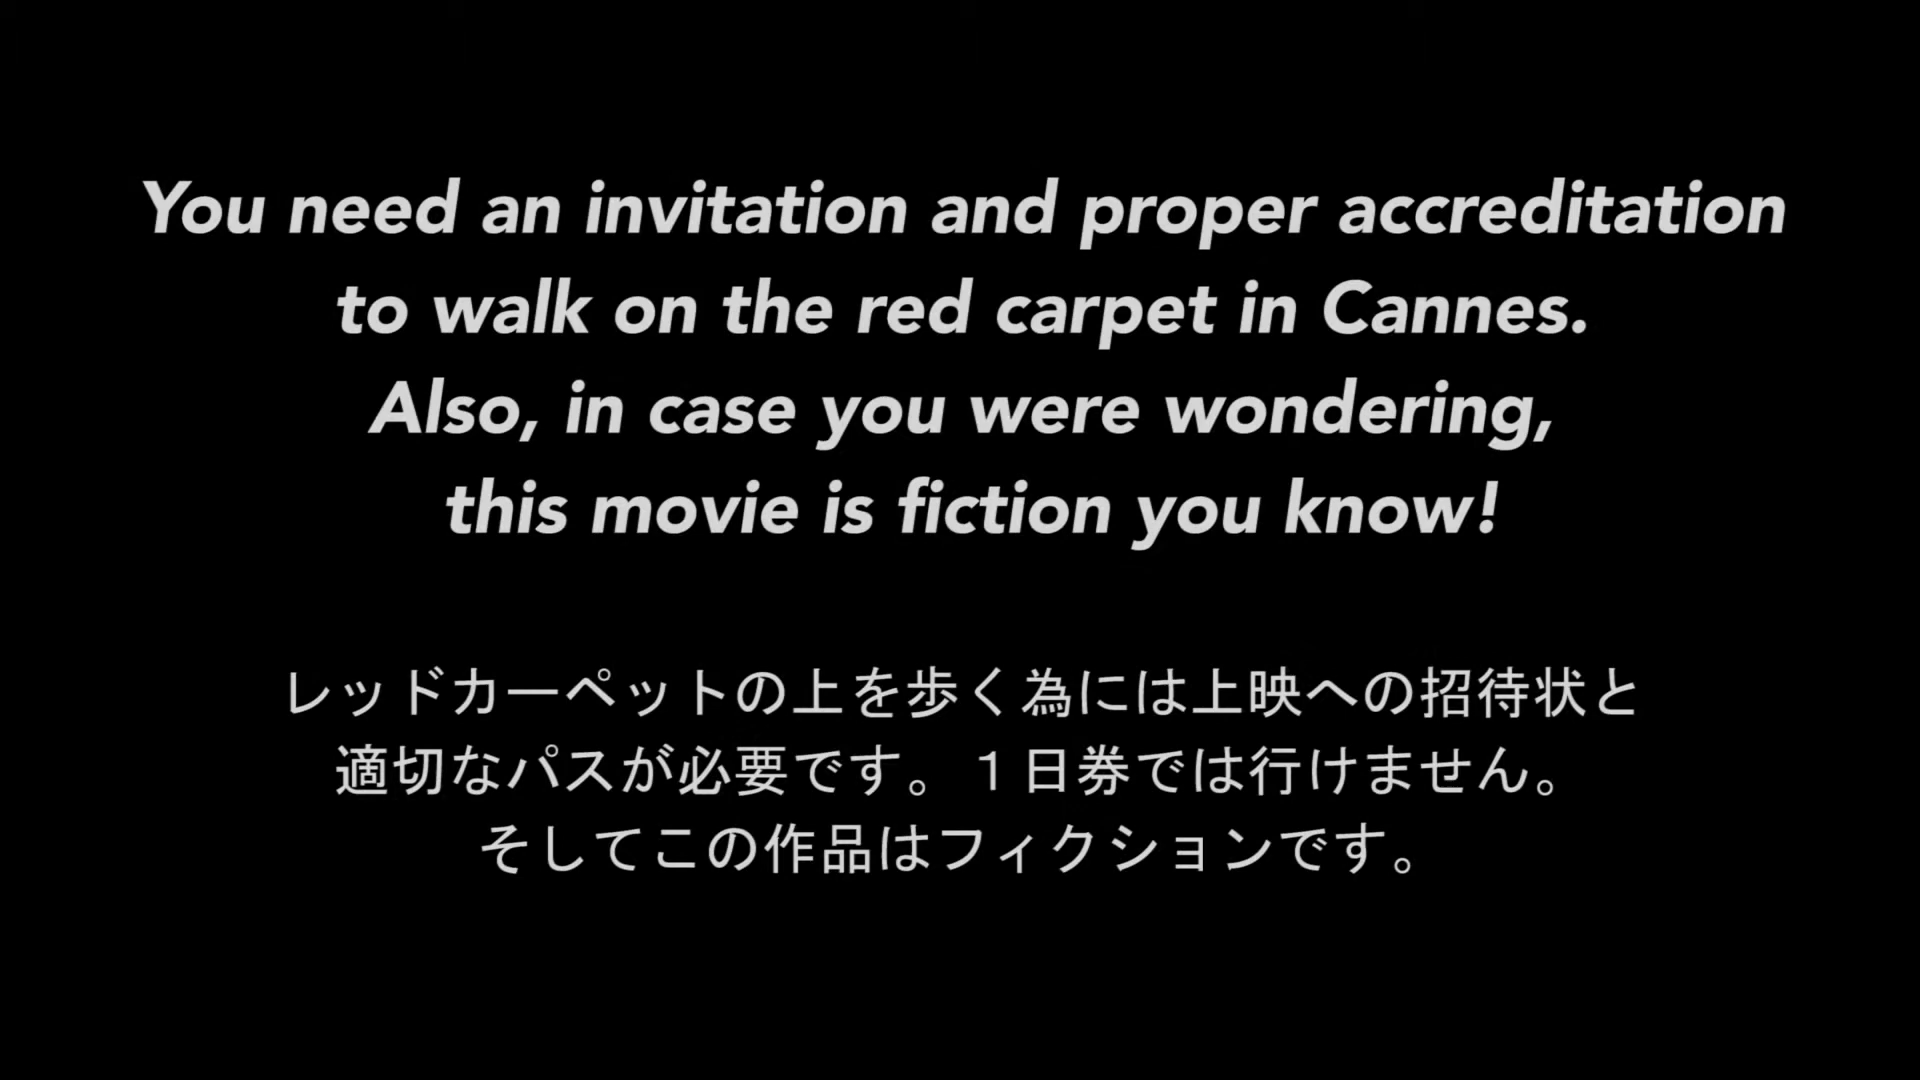 You need an invitation and proper accreditation
to walk on the red carpet in Cannes.
Also, in case you were wondering,
this movie is fiction you know!
レッドカーペットの上を歩く為には上映への招待状と
適切なパスが必要です。１日券では行けません。
そしてこの作品はフィクションです。